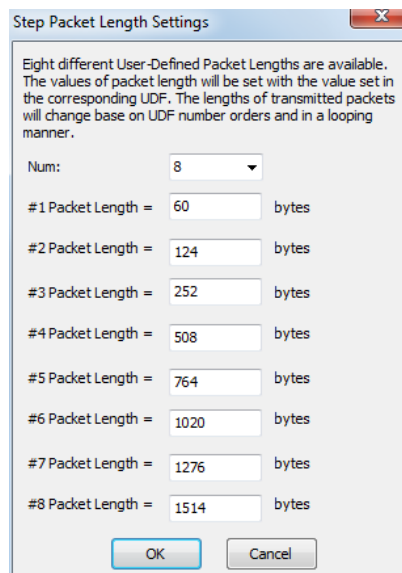 Step Packet Length Settings
X
Eight different User-Defined Packet Lengths are available.
The values of packet length will be set with the value set in
the corresponding UDF. The lengths of transmitted packets
will change base on UDF number orders and in a looping
manner.
Num: 8
#1 Packet Length = 60 bytes
#2 Packet Length = 124 bytes
#3 Packet Length = 252 bytes
#4 Packet Length = 508 bytes
#5 Packet Length = 764 bytes
#6 Packet Length = 1020 bytes
#7 Packet Length = 1276 bytes
#8 Packet Length = 1514 bytes
OK Cancel